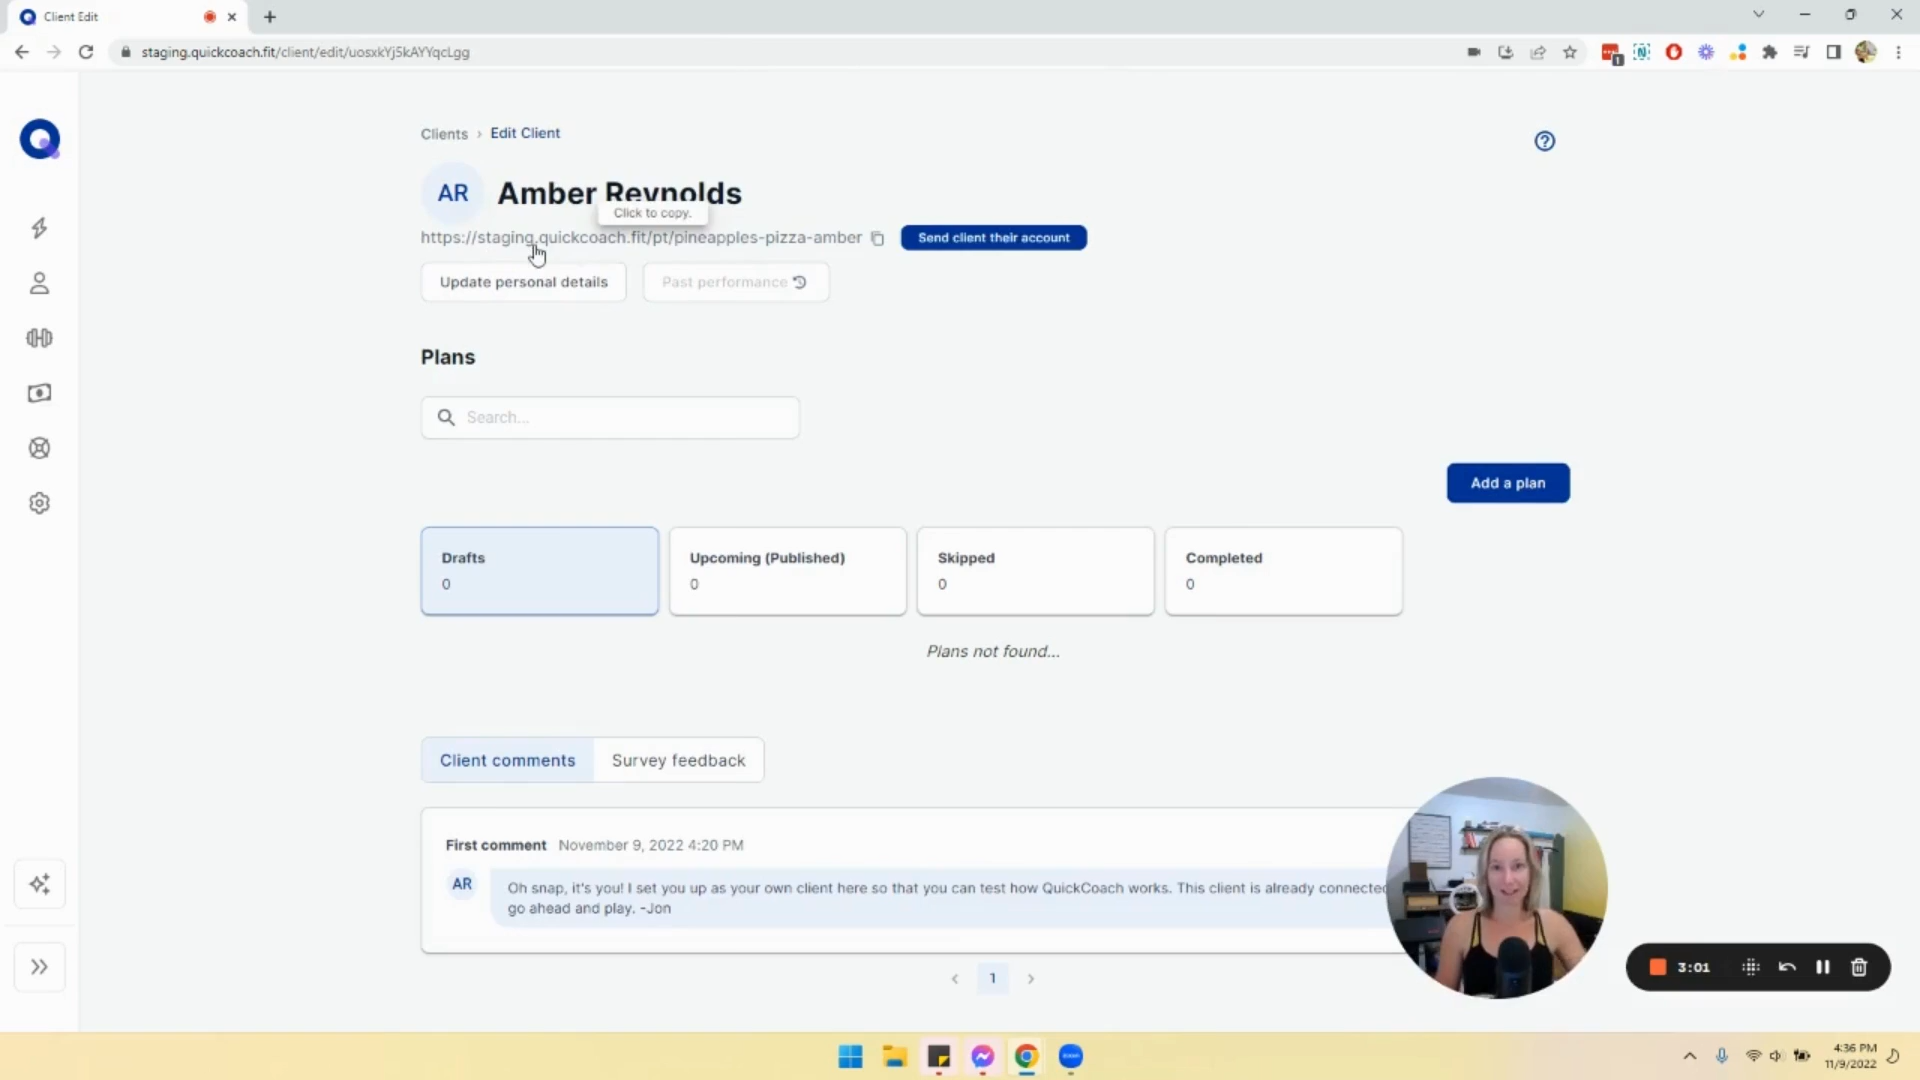 Client Edit
staging.quickcoach.fit/client/edit/uosxkYj5kAYYqcLgg
1
Clients › Edit Client
AR
Amber Reynolds
Click to copy.
https://staging.quickcoach.fit/pt/pineapples-pizza-amber
Send client their account
Update personal details
Past performance
Plans
Search...
Add a plan
Drafts
0
Upcoming (Published)
0
Skipped
0
Completed
0
Plans not found...
Client comments
Survey feedback
First comment November 9, 2022 4:20 PM
AR
Oh snap, it's you! I set you up as your own client here so that you can test how QuickCoach works. This client is already connected
go ahead and play. -Jon
1
3:01
zoom
4:36 PM
11/9/2022